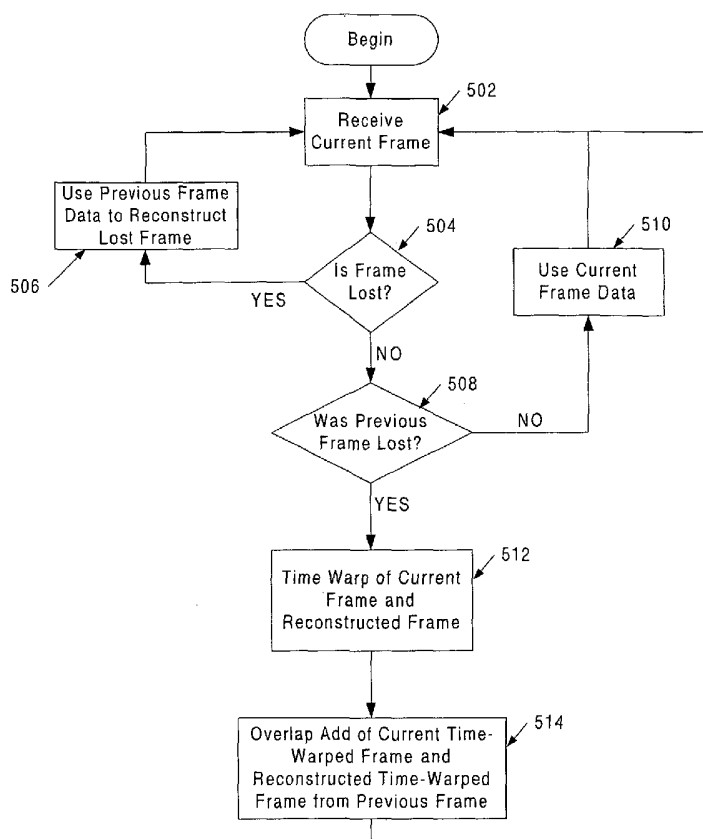 Begin
502
Receive
Current Frame
Use Previous Frame
Data to Reconstruct
Lost Frame
506
504
Is Frame
Lost?
YES
NO
510
Use Current
Frame Data
508
Was Previous
Frame Lost?
NO
YES
512
Time Warp of Current
Frame and
Reconstructed Frame
514
Overlap Add of Current Time-
Warped Frame and
Reconstructed Time-Warped
Frame from Previous Frame